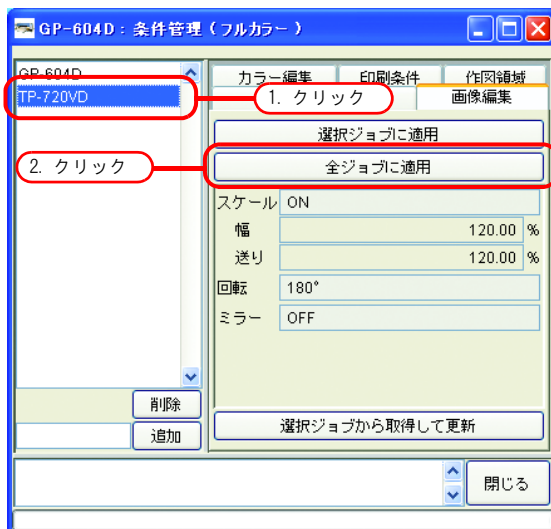 GP-604D：条件管理（フルカラー）
GP-604D
TP-720VD
カラー編集 印刷条件 作図領域
画像編集
1. クリック
選択ジョブに適用
全ジョブに適用
2. クリック
スケール ON
幅 120.00 %
送り 120.00 %
回転 180°
ミラー OFF
削除
追加
選択ジョブから取得して更新
閉じる